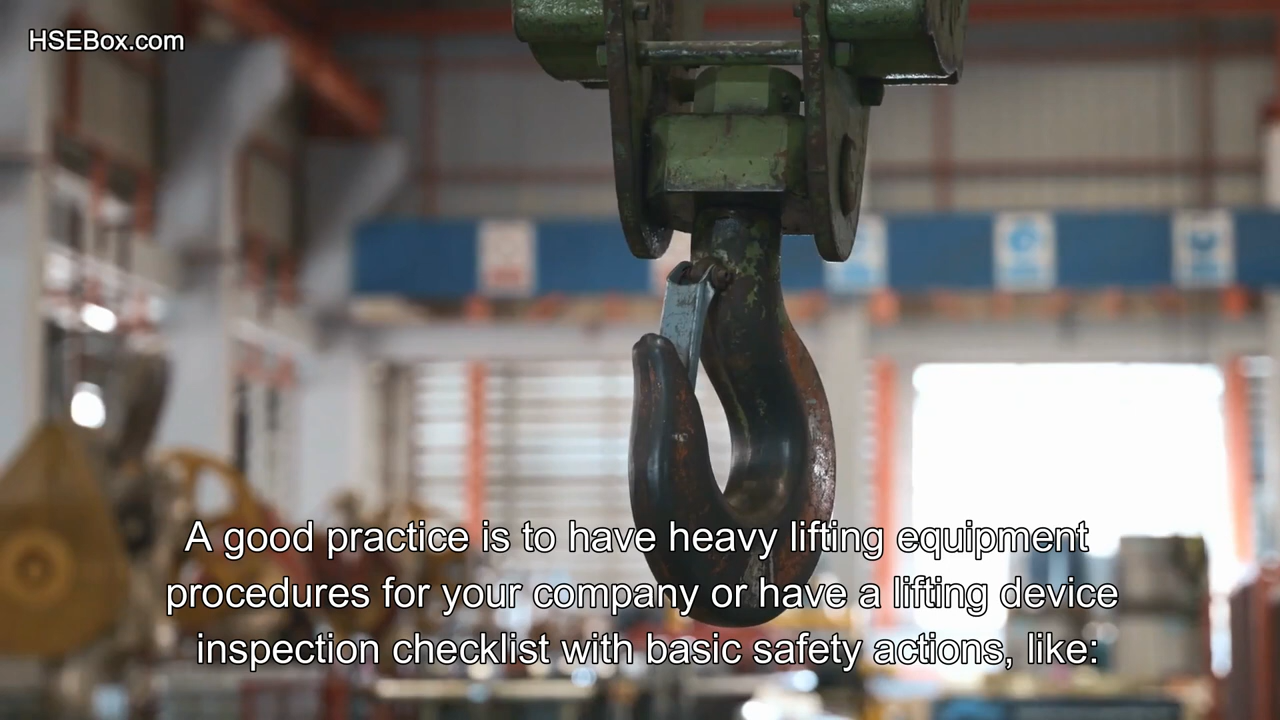 HSEBox.com
A good practice is to have heavy lifting equipment
procedures for your company or have a lifting device
inspection checklist with basic safety actions, like: